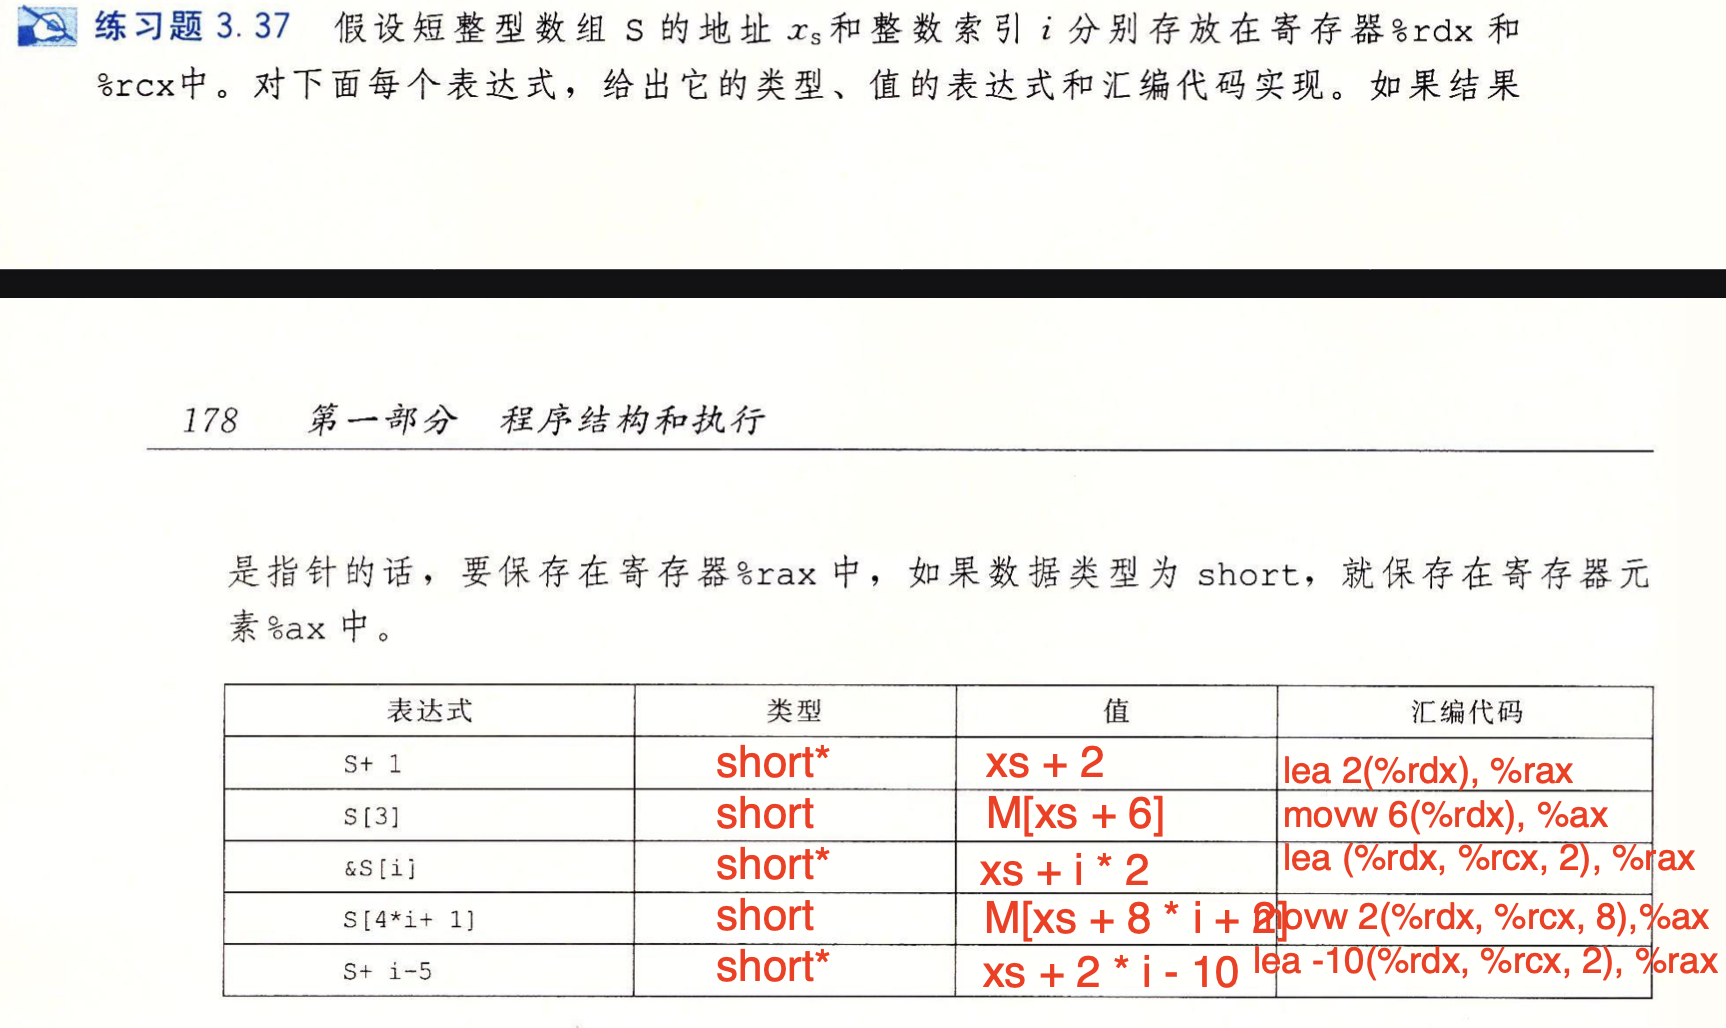 练习题 3.37 假设短整型数组 S 的地址 xs和整数索引 i 分别存放在寄存器%rdx 和
%rcx中。对下面每个表达式，给出它的类型、值的表达式和汇编代码实现。如果结果
178 第一部分 程序结构和执行
是指针的话，要保存在寄存器%rax 中，如果数据类型为 short，就保存在寄存器元
素%ax 中。
表达式 类型 值 汇编代码
S+ 1 short* xs + 2 lea 2(%rdx), %rax
S[3] short M[xs + 6] movw 6(%rdx), %ax
&S[i] short* xs + i * 2 lea (%rdx, %rcx, 2), %rax
S[4*i+ 1] short M[xs + 8 * i + 2] movw 2(%rdx, %rcx, 8),%ax
S+ i-5 short* xs + 2 * i - 10 lea -10(%rdx, %rcx, 2), %rax